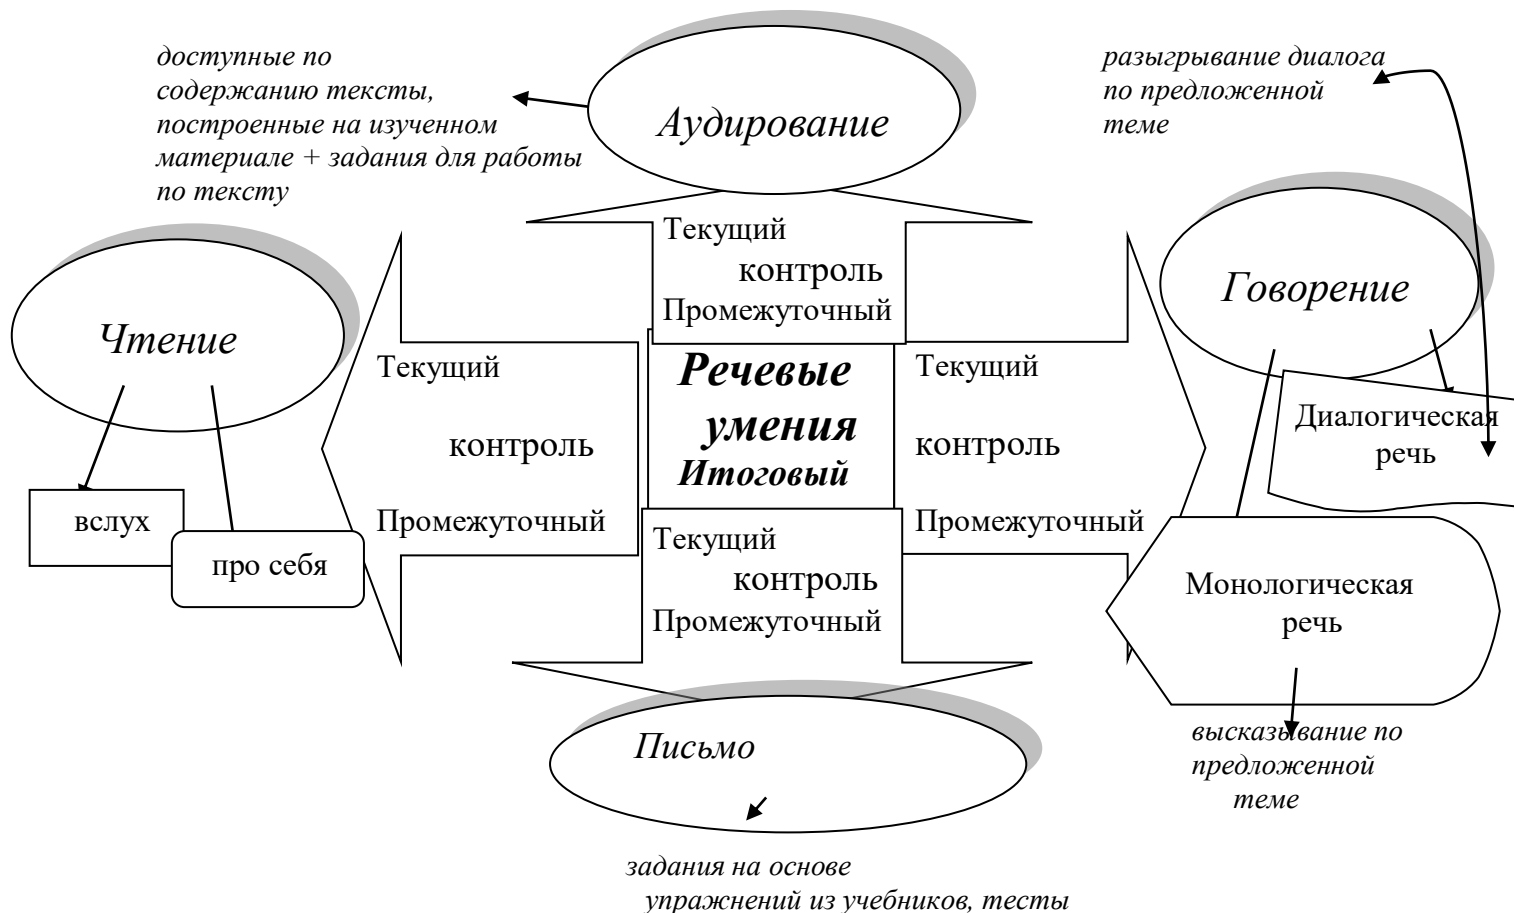 доступные по
содержанию тексты,
построенные на изученном
материале + задания для работы
по тексту
Аудирование
разыгрывание диалога
по предложенной
теме
Текущий
контроль
Промежуточный
Чтение
Говорение
Текущий
контроль
Промежуточный
Речевые
умения
Итоговый
Текущий
контроль
Промежуточный
Диалогическая
речь
вслух
про себя
Текущий
контроль
Промежуточный
Монологическая
речь
Письмо
высказывание по
предложенной
теме
задания на основе
упражнений из учебников, тесты